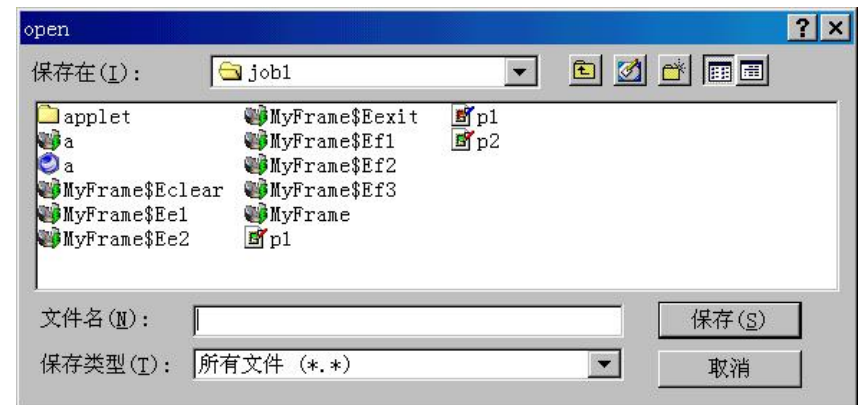 open
保存在(I): job1
applet MyFrame$Eexit p1
a MyFrame$Ef1 p2
a MyFrame$Ef2
MyFrame$Eclear MyFrame$Ef3
MyFrame$Ee1 MyFrame
MyFrame$Ee2 p1
文件名(N): 保存(S)
保存类型(T): 所有文件 (*.*) 取消